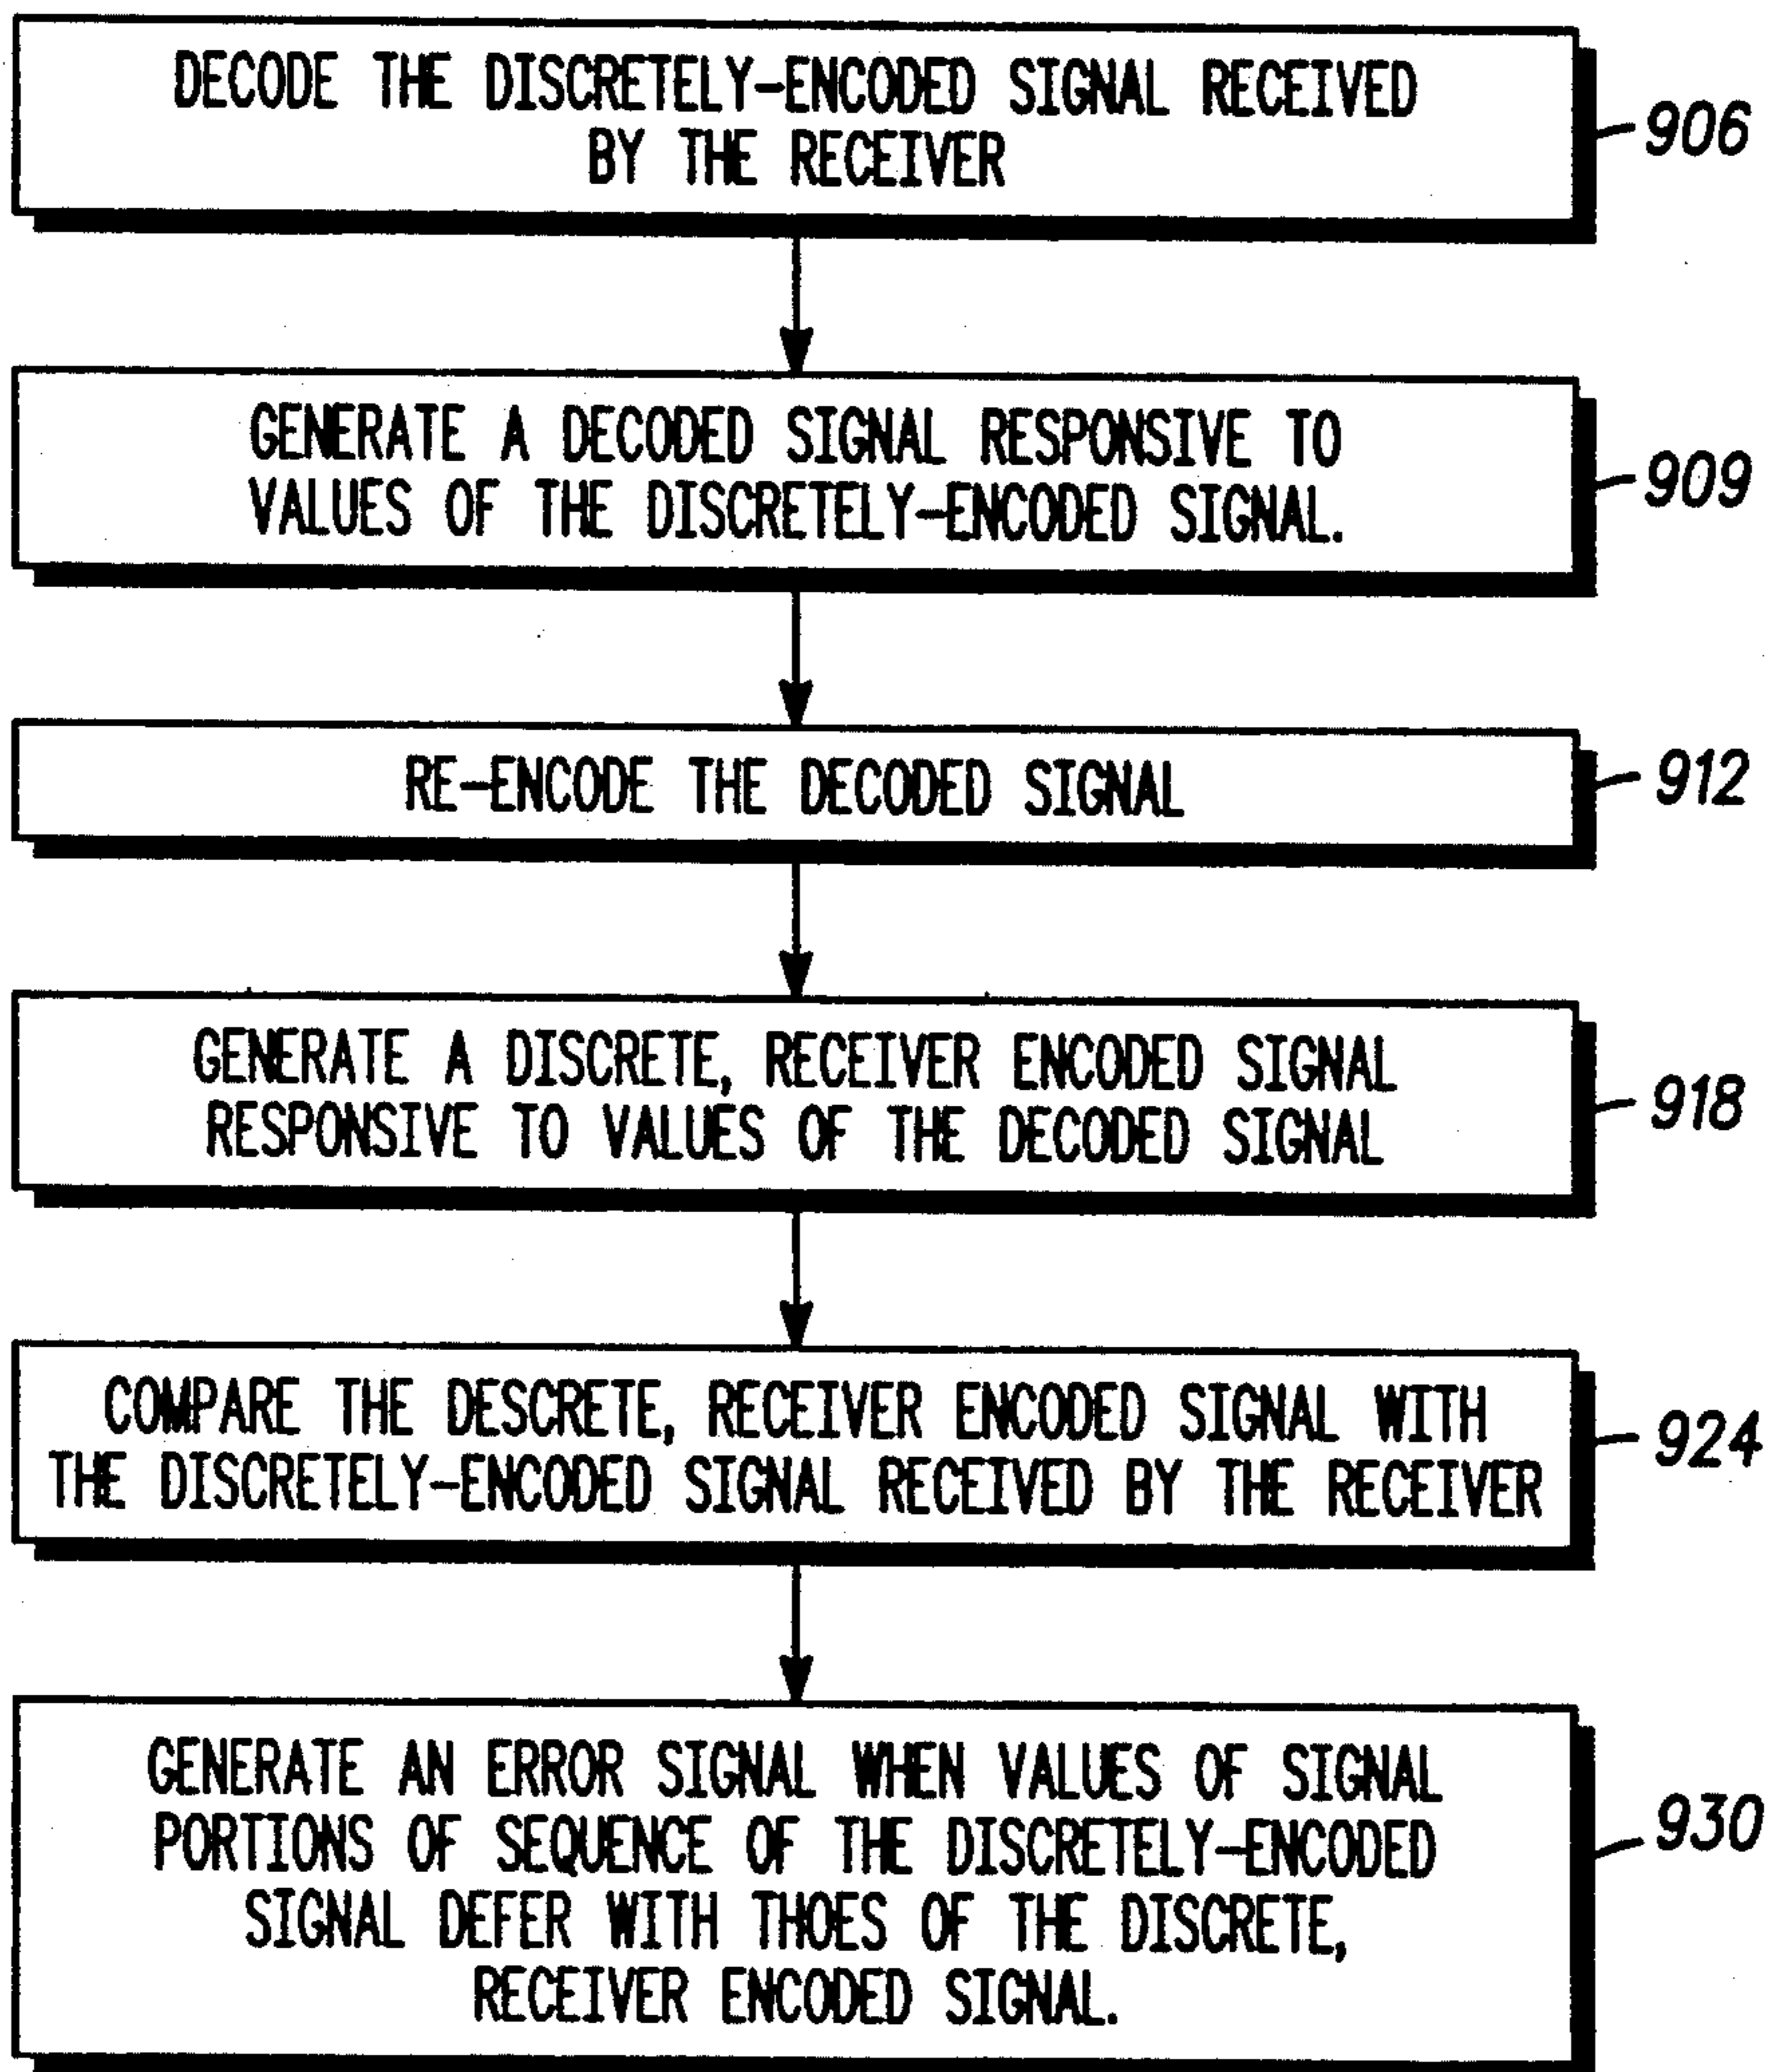 DECODE THE DISCRETELY-ENCODED SIGNAL RECEIVED
BY THE RECEIVER
906
GENERATE A DECODED SIGNAL RESPONSIVE TO
VALUES OF THE DISCRETELY-ENCODED SIGNAL.
909
RE-ENCODE THE DECODED SIGNAL
912
GENERATE A DISCRETE, RECEIVER ENCODED SIGNAL
RESPONSIVE TO VALUES OF THE DECODED SIGNAL
918
COMPARE THE DESCRETE, RECEIVER ENCODED SIGNAL WITH
THE DISCRETELY-ENCODED SIGNAL RECEIVED BY THE RECEIVER
924
GENERATE AN ERROR SIGNAL WHEN VALUES OF SIGNAL
PORTIONS OF SEQUENCE OF THE DISCRETELY-ENCODED
SIGNAL DEFER WITH THOES OF THE DISCRETE,
RECEIVER ENCODED SIGNAL.
930